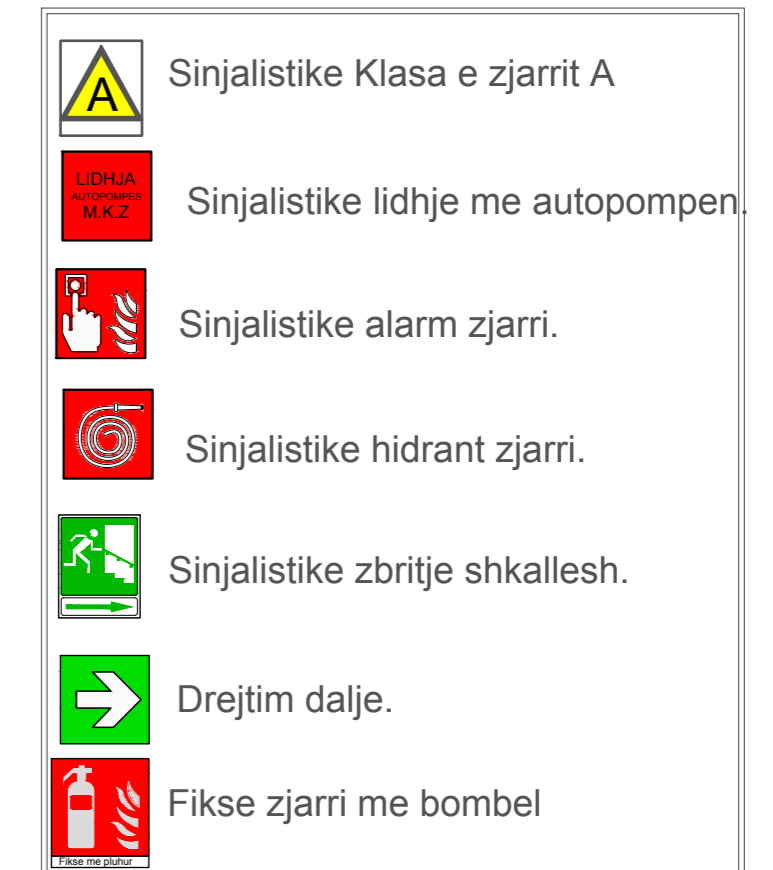 A
Sinjalistike Klasa e zjarrit A
LIDHJA
AUTOPOMPES
M.K.Z
Sinjalistike lidhje me autopompen.
Sinjalistike alarm zjarri.
Sinjalistike hidrant zjarri.
Sinjalistike zbritje shkallesh.
Drejtim dalje.
Fikse zjarri me bombel
Fikse me pluhur